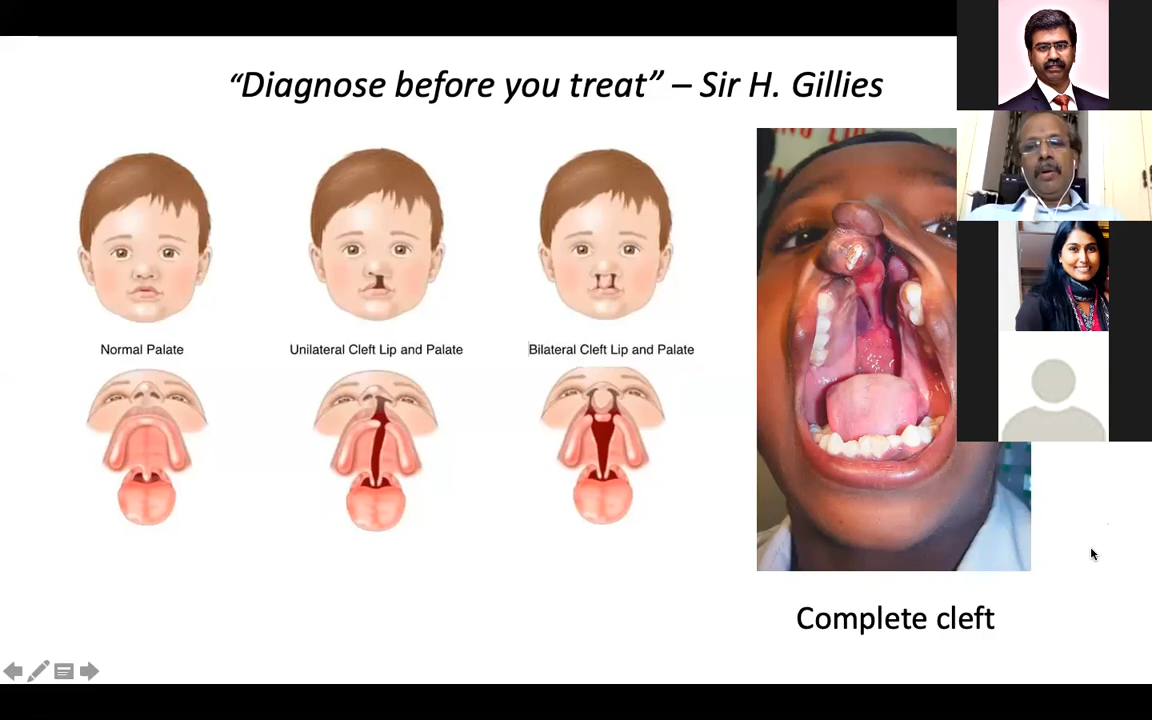 “Diagnose before you treat” – Sir H. Gillies
Normal Palate
Unilateral Cleft Lip and Palate
Bilateral Cleft Lip and Palate
Complete cleft